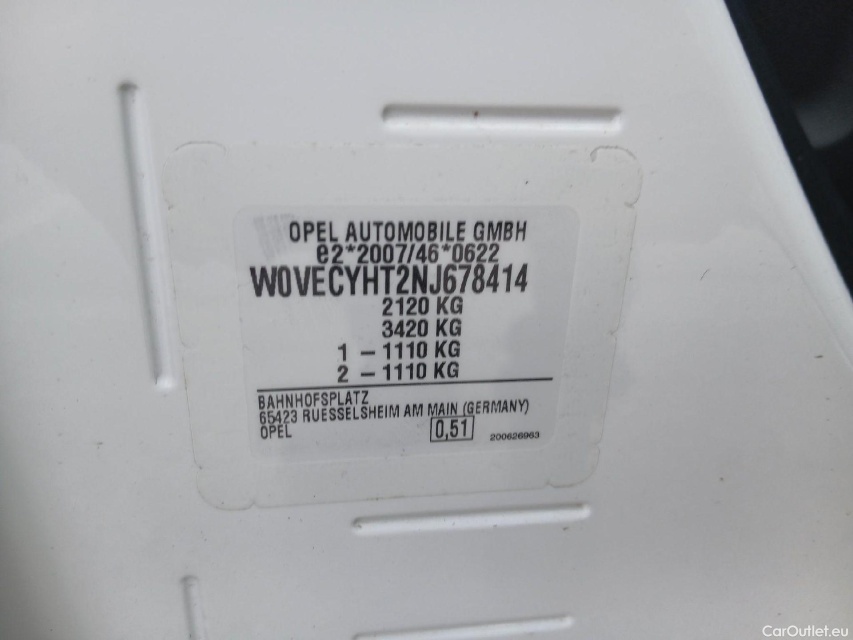 OPEL AUTOMOBILE GMBH
e2*2007/46*0622
W0VECYHT2NJ678414
2120 KG
3420 KG
1 – 1110 KG
2 – 1110 KG
BAHNHOFSPLATZ
65423 RUESSELSHEIM AM MAIN (GERMANY)
OPEL
0,51
200626963
CarOutlet.eu